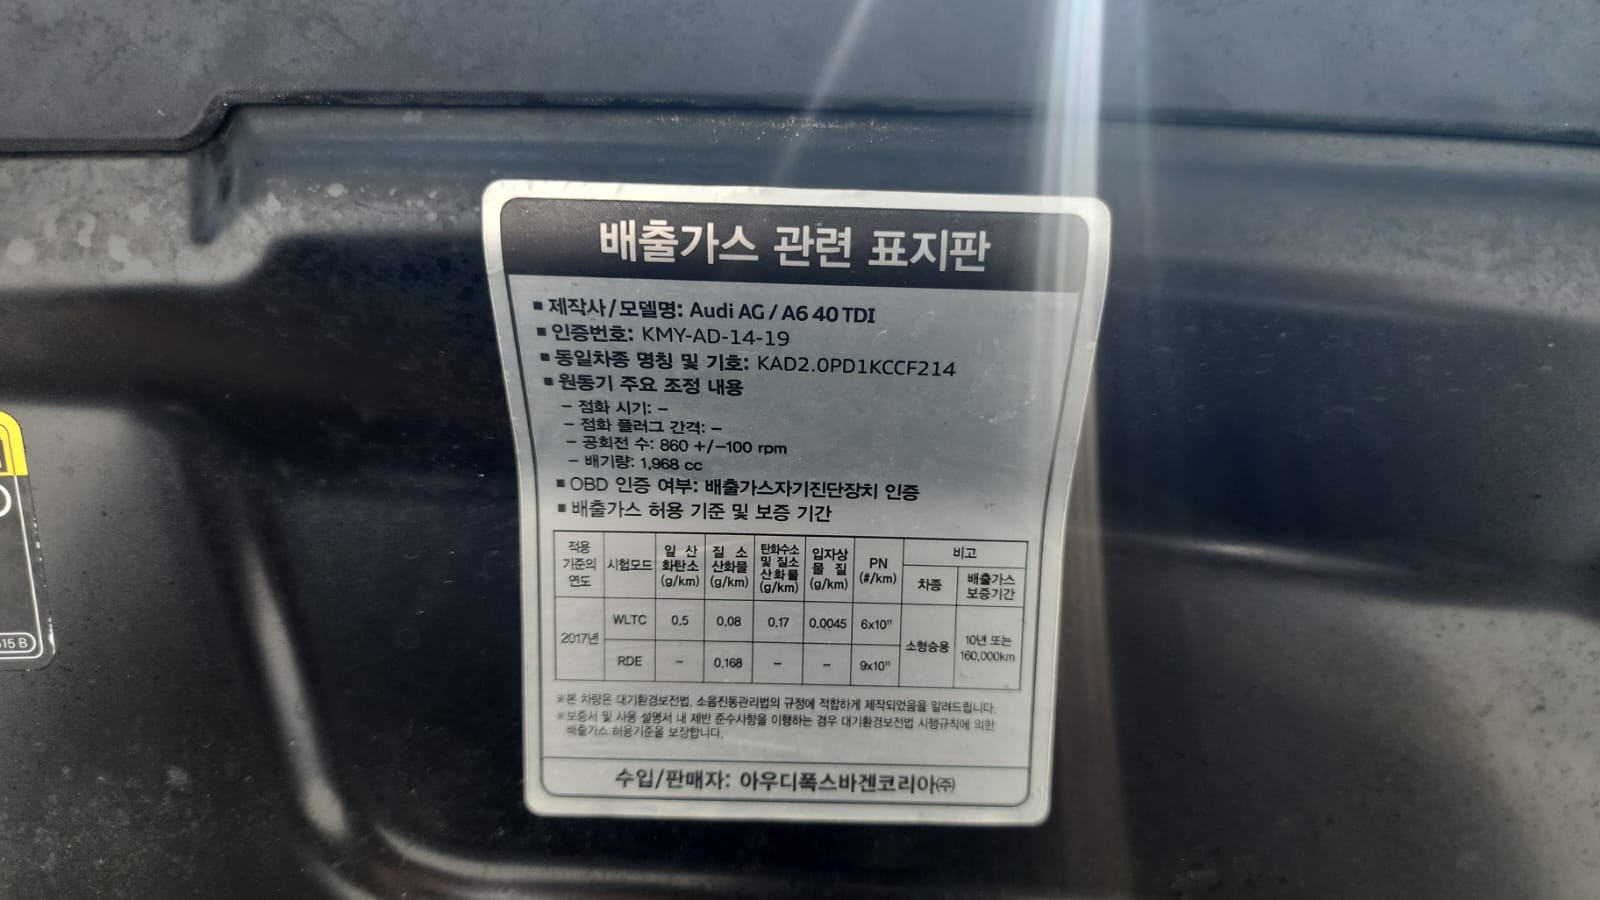 배출가스 관련 표지판
■ 제작사/모델명: Audi AG / A6 40 TDI
■ 인증번호: KMY-AD-14-19
■ 동일차종 명칭 및 기호: KAD2.0PD1KCCF214
■ 원동기 주요 조정 내용
– 점화 시기: –
– 점화 플러그 간격: –
– 공회전 수: 860 +/–100 rpm
– 배기량: 1,968 cc
■ OBD 인증 여부: 배출가스자기진단장치 인증
■ 배출가스 허용 기준 및 보증 기간
적용 기준의 연도 시험모드 일산화탄소 (g/km) 질소산화물 (g/km) 탄화수소 및 질소산화물 (g/km) 입자상물질 (g/km) PN (#/km) 비고
차종 배출가스 보증기간
2017년 WLTC 0.5 0.08 0.17 0.0045 6x10¹¹ 소형승용 10년 또는 160,000km
RDE – 0.168 – – 9x10¹¹
※본 차량은 대기환경보전법, 소음진동관리법의 규정에 적합하게 제작되었음을 알려드립니다.
※보증서 및 사용 설명서 내 제반 준수사항을 이행하는 경우 대기환경보전법 시행규칙에 의한
배출가스 허용기준을 보장합니다.
수입/판매자: 아우디폭스바겐코리아㈜
15 B